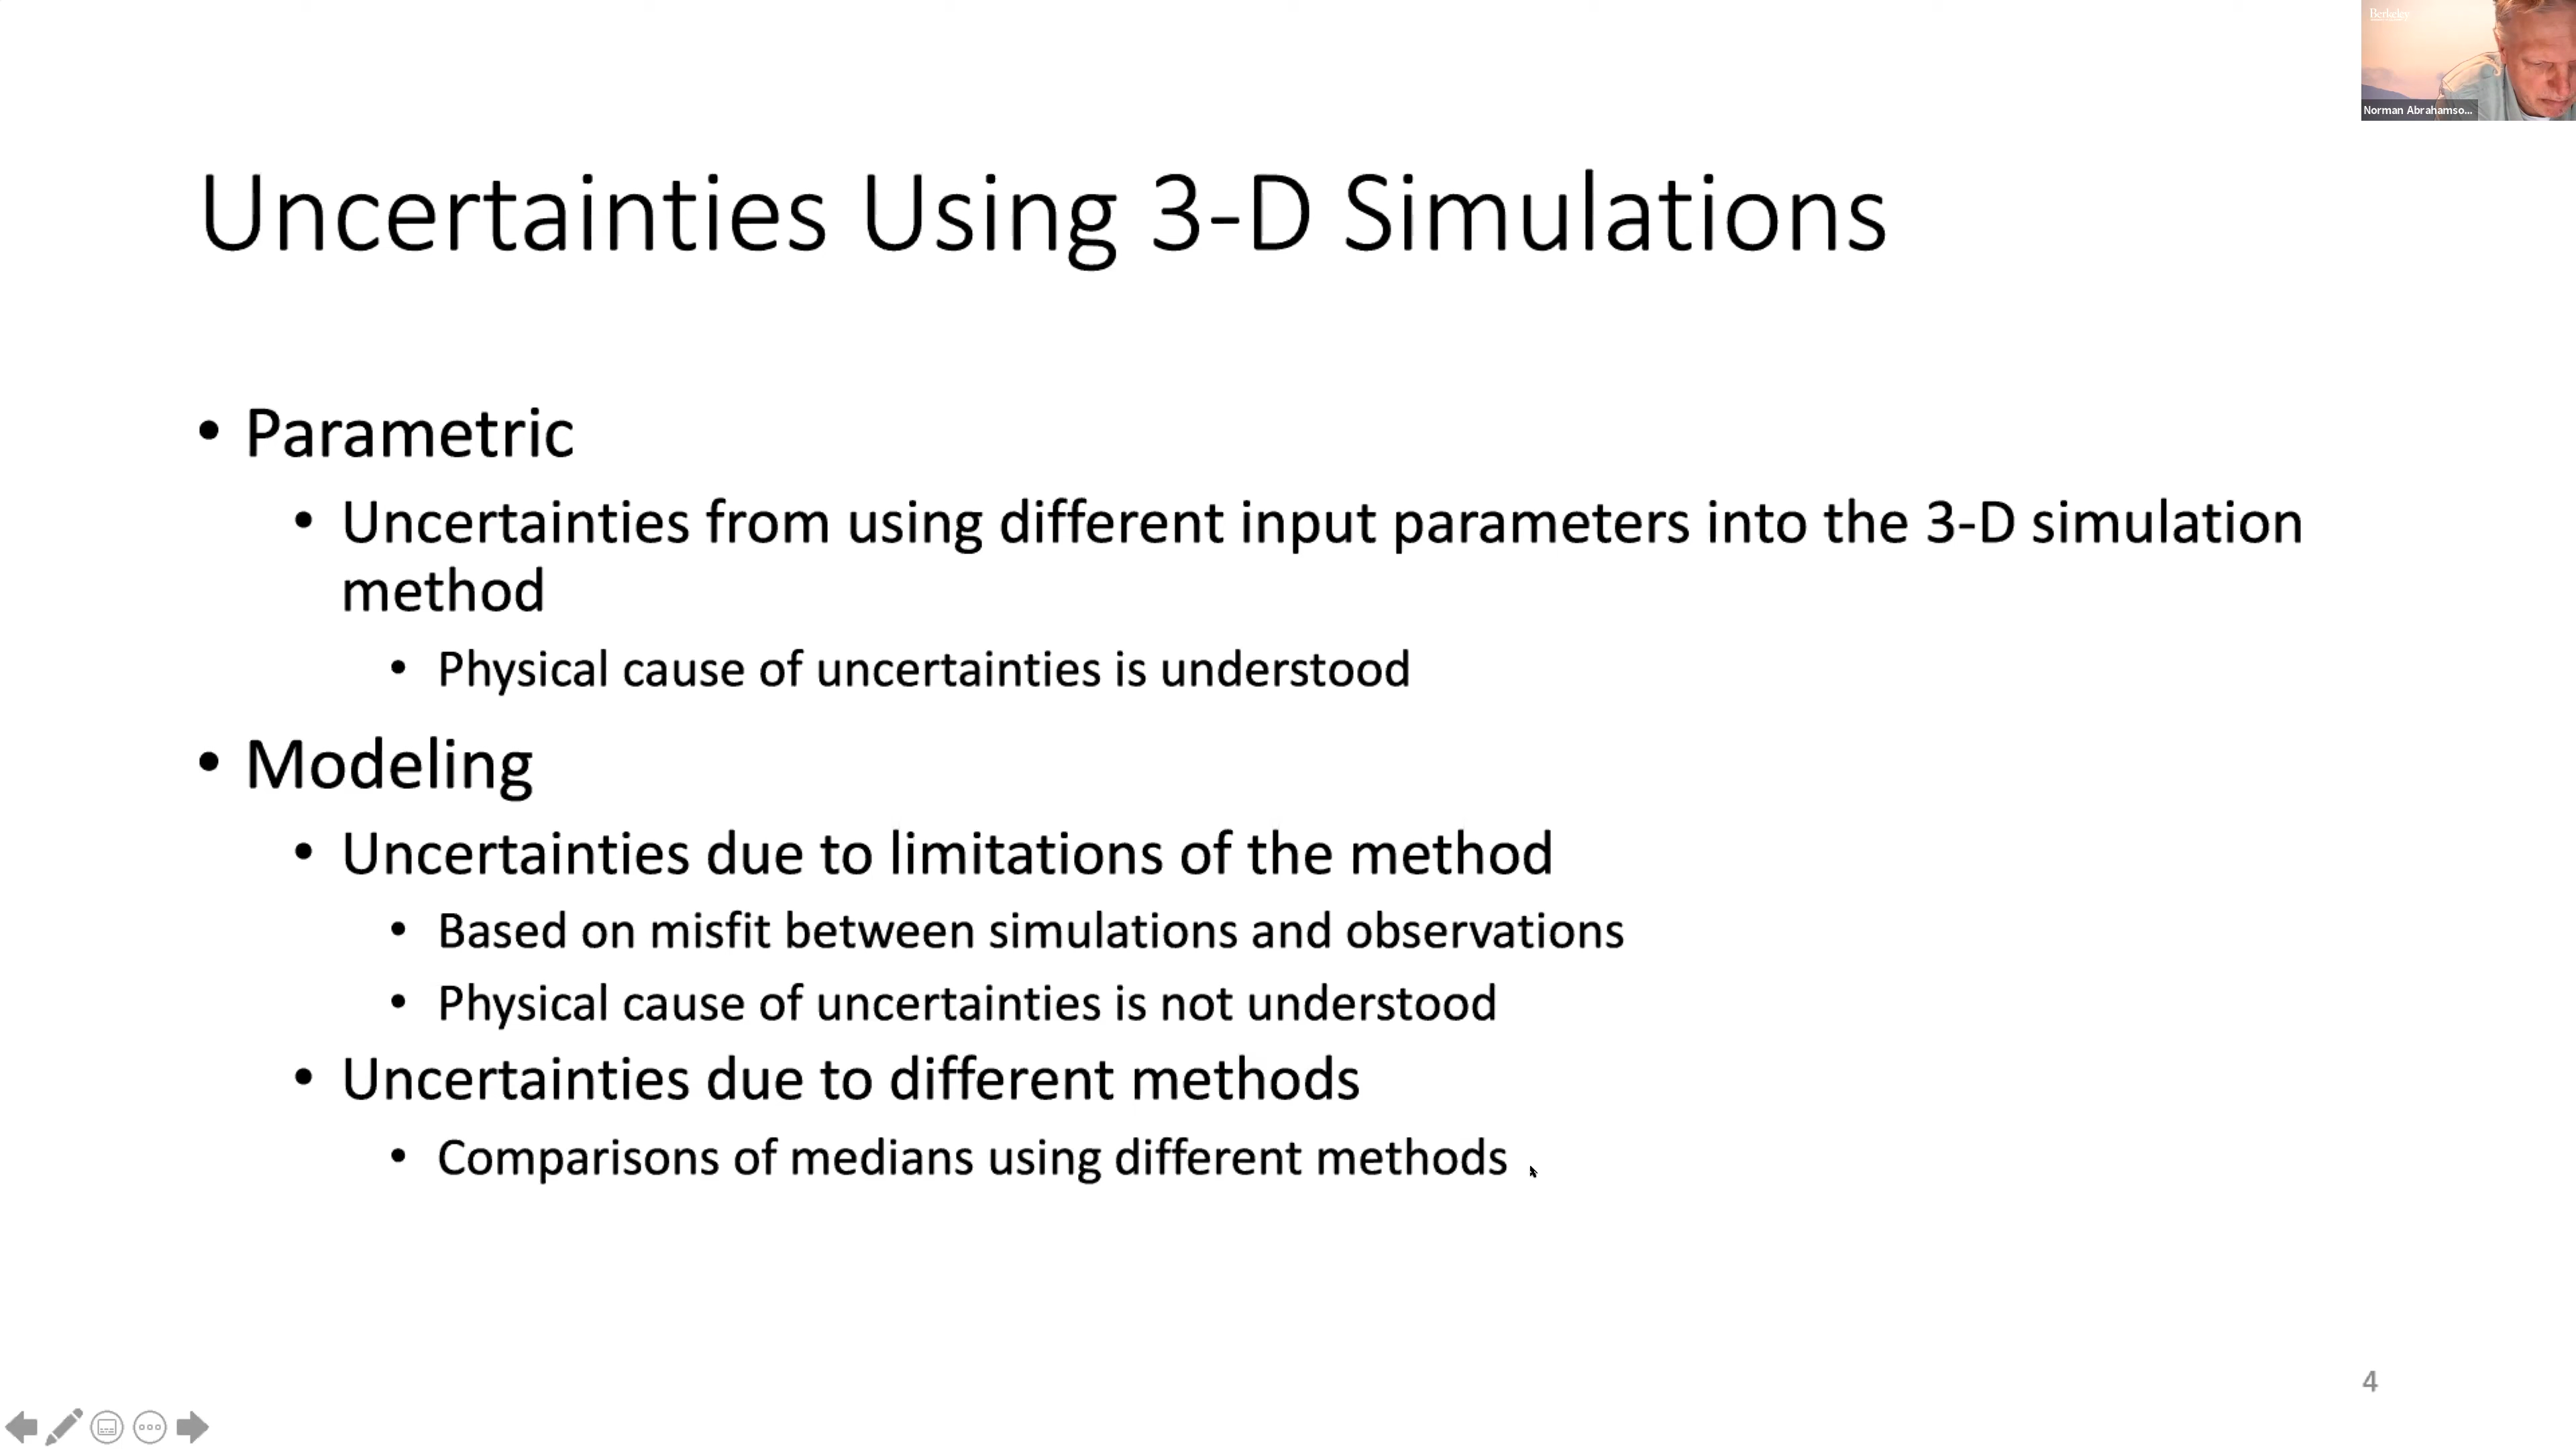 Berkeley
Norman Abrahamso...
Uncertainties Using 3-D Simulations
• Parametric
• Uncertainties from using different input parameters into the 3-D simulation
method
• Physical cause of uncertainties is understood
• Modeling
• Uncertainties due to limitations of the method
• Based on misfit between simulations and observations
• Physical cause of uncertainties is not understood
• Uncertainties due to different methods
• Comparisons of medians using different methods
4